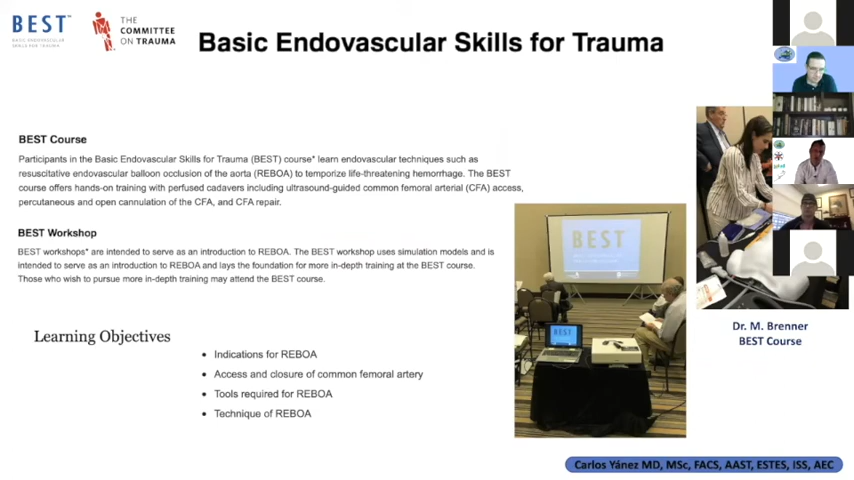 BEST™
BASIC ENDOVASCULAR
SKILLS FOR TRAUMA
THE
COMMITTEE
ON TRAUMA
Basic Endovascular Skills for Trauma
BEST Course
Participants in the Basic Endovascular Skills for Trauma (BEST) course* learn endovascular techniques such as
resuscitative endovascular balloon occlusion of the aorta (REBOA) to temporize life-threatening hemorrhage. The BEST
course offers hands-on training with perfused cadavers including ultrasound-guided common femoral arterial (CFA) access,
percutaneous and open cannulation of the CFA, and CFA repair.
BEST Workshop
BEST workshops* are intended to serve as an introduction to REBOA. The BEST workshop uses simulation models and is
intended to serve as an introduction to REBOA and lays the foundation for more in-depth training at the BEST course.
Those who wish to pursue more in-depth training may attend the BEST course.
Learning Objectives
• Indications for REBOA
• Access and closure of common femoral artery
• Tools required for REBOA
• Technique of REBOA
BEST
BEST
Dr. M. Brenner
BEST Course
Carlos Yánez MD, MSc, FACS, AAST, ESTES, ISS, AEC